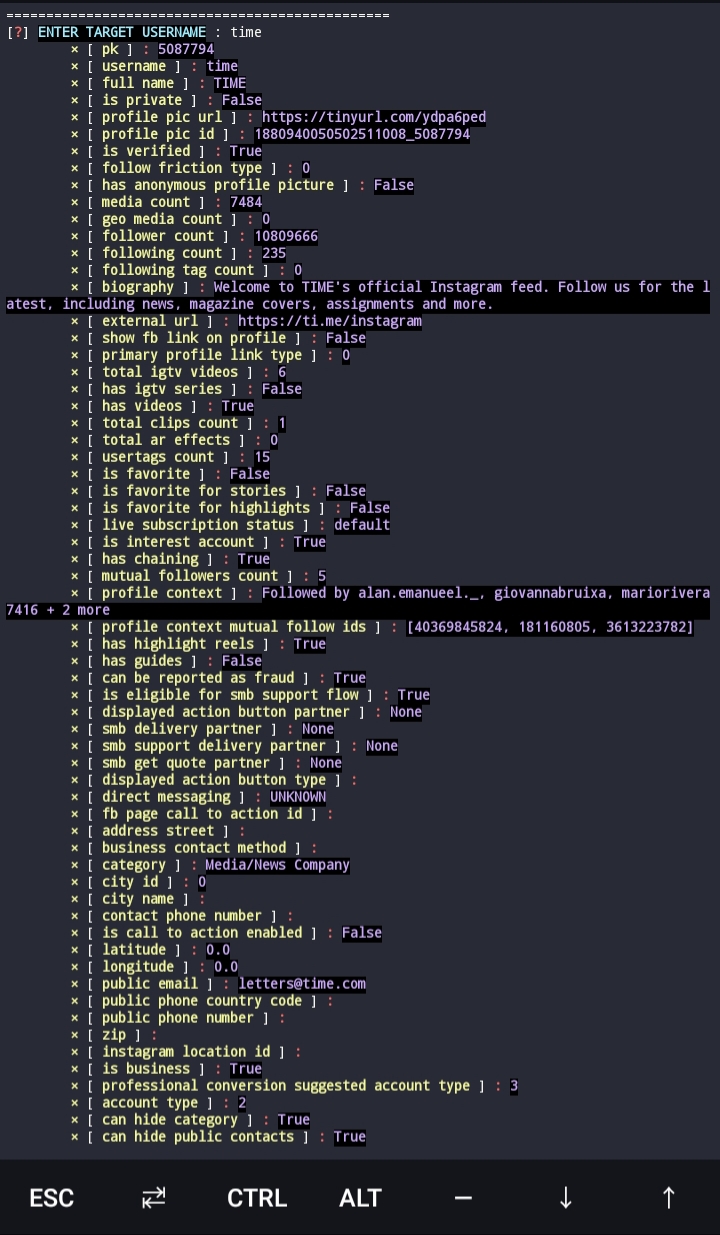 ================================================
[?] ENTER TARGET USERNAME : time
× [ pk ] : 5087794
× [ username ] : time
× [ full name ] : TIME
× [ is private ] : False
× [ profile pic url ] : https://tinyurl.com/ydpa6ped
× [ profile pic id ] : 1880940050502511008_5087794
× [ is verified ] : True
× [ follow friction type ] : 0
× [ has anonymous profile picture ] : False
× [ media count ] : 7484
× [ geo media count ] : 0
× [ follower count ] : 10809666
× [ following count ] : 235
× [ following tag count ] : 0
× [ biography ] : Welcome to TIME's official Instagram feed. Follow us for the l
atest, including news, magazine covers, assignments and more.
× [ external url ] : https://ti.me/instagram
× [ show fb link on profile ] : False
× [ primary profile link type ] : 0
× [ total igtv videos ] : 6
× [ has igtv series ] : False
× [ has videos ] : True
× [ total clips count ] : 1
× [ total ar effects ] : 0
× [ usertags count ] : 15
× [ is favorite ] : False
× [ is favorite for stories ] : False
× [ is favorite for highlights ] : False
× [ live subscription status ] : default
× [ is interest account ] : True
× [ has chaining ] : True
× [ mutual followers count ] : 5
× [ profile context ] : Followed by alan.emanueel._, giovannabruixa, mariorivera
7416 + 2 more
× [ profile context mutual follow ids ] : [40369845824, 181160805, 3613223782]
× [ has highlight reels ] : True
× [ has guides ] : False
× [ can be reported as fraud ] : True
× [ is eligible for smb support flow ] : True
× [ displayed action button partner ] : None
× [ smb delivery partner ] : None
× [ smb support delivery partner ] : None
× [ smb get quote partner ] : None
× [ displayed action button type ] :
× [ direct messaging ] : UNKNOWN
× [ fb page call to action id ] :
× [ address street ] :
× [ business contact method ] :
× [ category ] : Media/News Company
× [ city id ] : 0
× [ city name ] :
× [ contact phone number ] :
× [ is call to action enabled ] : False
× [ latitude ] : 0.0
× [ longitude ] : 0.0
× [ public email ] : letters@time.com
× [ public phone country code ] :
× [ public phone number ] :
× [ zip ] :
× [ instagram location id ] :
× [ is business ] : True
× [ professional conversion suggested account type ] : 3
× [ account type ] : 2
× [ can hide category ] : True
× [ can hide public contacts ] : True
ESC ⇄ CTRL ALT — ↓ ↑